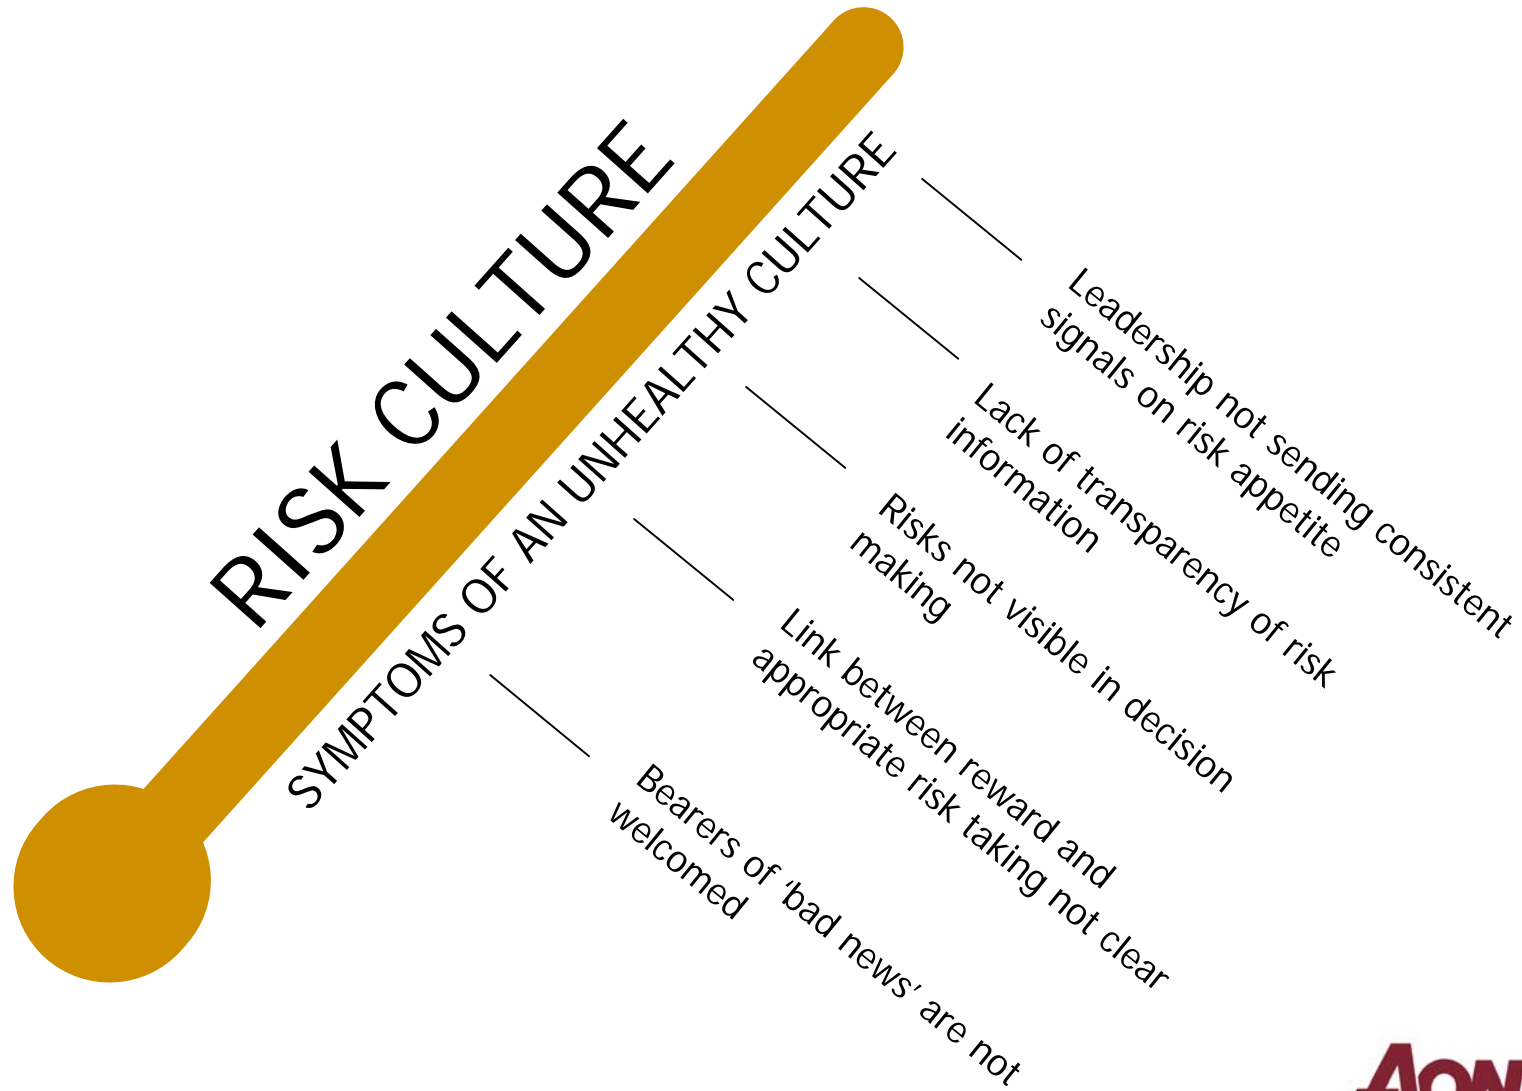 RISK CULTURE
SYMPTOMS OF AN UNHEALTHY CULTURE
Leadership not sending consistent
signals on risk appetite
Lack of transparency of risk
information
Risks not visible in decision
making
Link between reward and
appropriate risk taking not clear
Bearers of ‘bad news’ are not
welcomed
AON